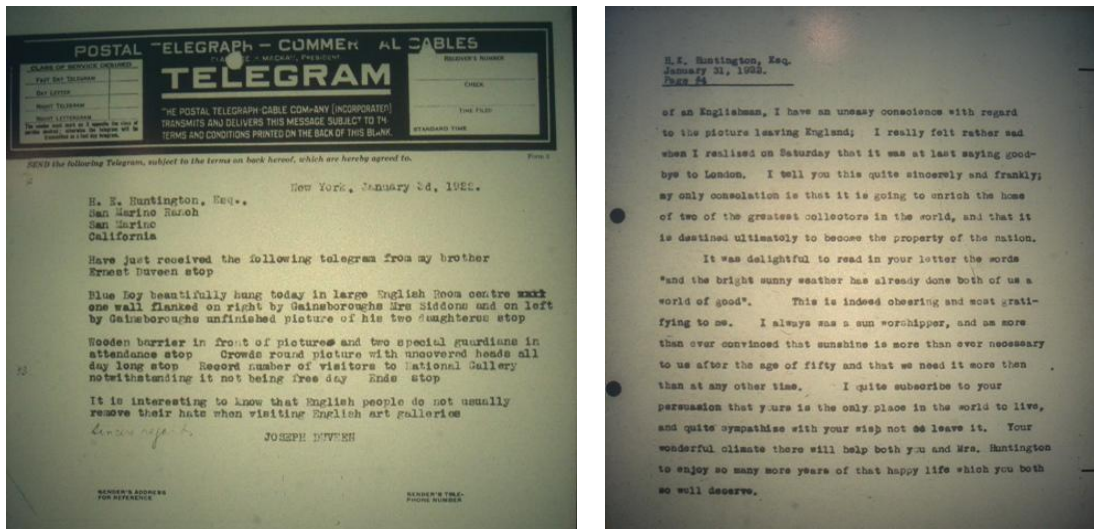 POSTAL TELEGRAPH — COMMER AL CABLES
CLARENCE H. MACKAY, PRESIDENT
TELEGRAM
CLASS OF SERVICE DESIRED
FAST DAY TELEGRAM
DAY LETTER
NIGHT TELEGRAM
NIGHT LETTERGRAM
THE POSTAL TELEGRAPH-CABLE COMPANY (INCORPORATED)
TRANSMITS AND DELIVERS THIS MESSAGE SUBJECT TO T
TERMS AND CONDITIONS PRINTED ON THE BACK OF THIS BLANK.
RECEIVER'S NUMBER
CHECK
TIME FILED
STANDARD TIME
SEND the following Telegram, subject to the terms on back hereof, which are hereby agreed to.
New York, January 3d, 1922.
H. E. Huntington, Esq.,
San Marino Ranch
San Marino
California
Have just received the following telegram from my brother
Ernest Duveen stop
Blue Boy beautifully hung today in large English Room centre
one wall flanked on right by Gainsboroughs Mrs Siddons and on left
by Gainsboroughs unfinished picture of his two daughterus stop
Wooden barrier in front of pictures and two special guardians in
attendance stop Crowds round picture with uncovered heads all
day long stop Record number of visitors to National Gallery
notwithstanding it not being free day Ends stop
It is interesting to know that English people do not usually
remove their hats when visiting English art galleries
JOSEPH DUVEEN
SENDER'S ADDRESS
FOR REFERENCE
SENDER'S TELE-
PHONE NUMBER
H.E. Huntington, Esq.
January 31, 1922.
Page #4
of an Englishman, I have an uneasy conscience with regard
to the picture leaving England; I really felt rather sad
when I realised on Saturday that it was at last saying good-
bye to London. I tell you this quite sincerely and frankly;
my only consolation is that it is going to enrich the home
of two of the greatest collectors in the world, and that it
is destined ultimately to become the property of the nation.
It was delightful to read in your letter the words
"and the bright sunny weather has already done both of us a
world of good". This is indeed cheering and most grati-
fying to me. I always was a sun worshipper, and am more
than ever convinced that sunshine is more than ever necessary
to us after the age of fifty and that we need it more then
than at any other time. I quite subscribe to your
persuasion that yours is the only place in the world to live,
and quite sympathise with your wish not to leave it. Your
wonderful climate there will help both you and Mrs. Huntington
to enjoy so many more years of that happy life which you both
so well deserve.